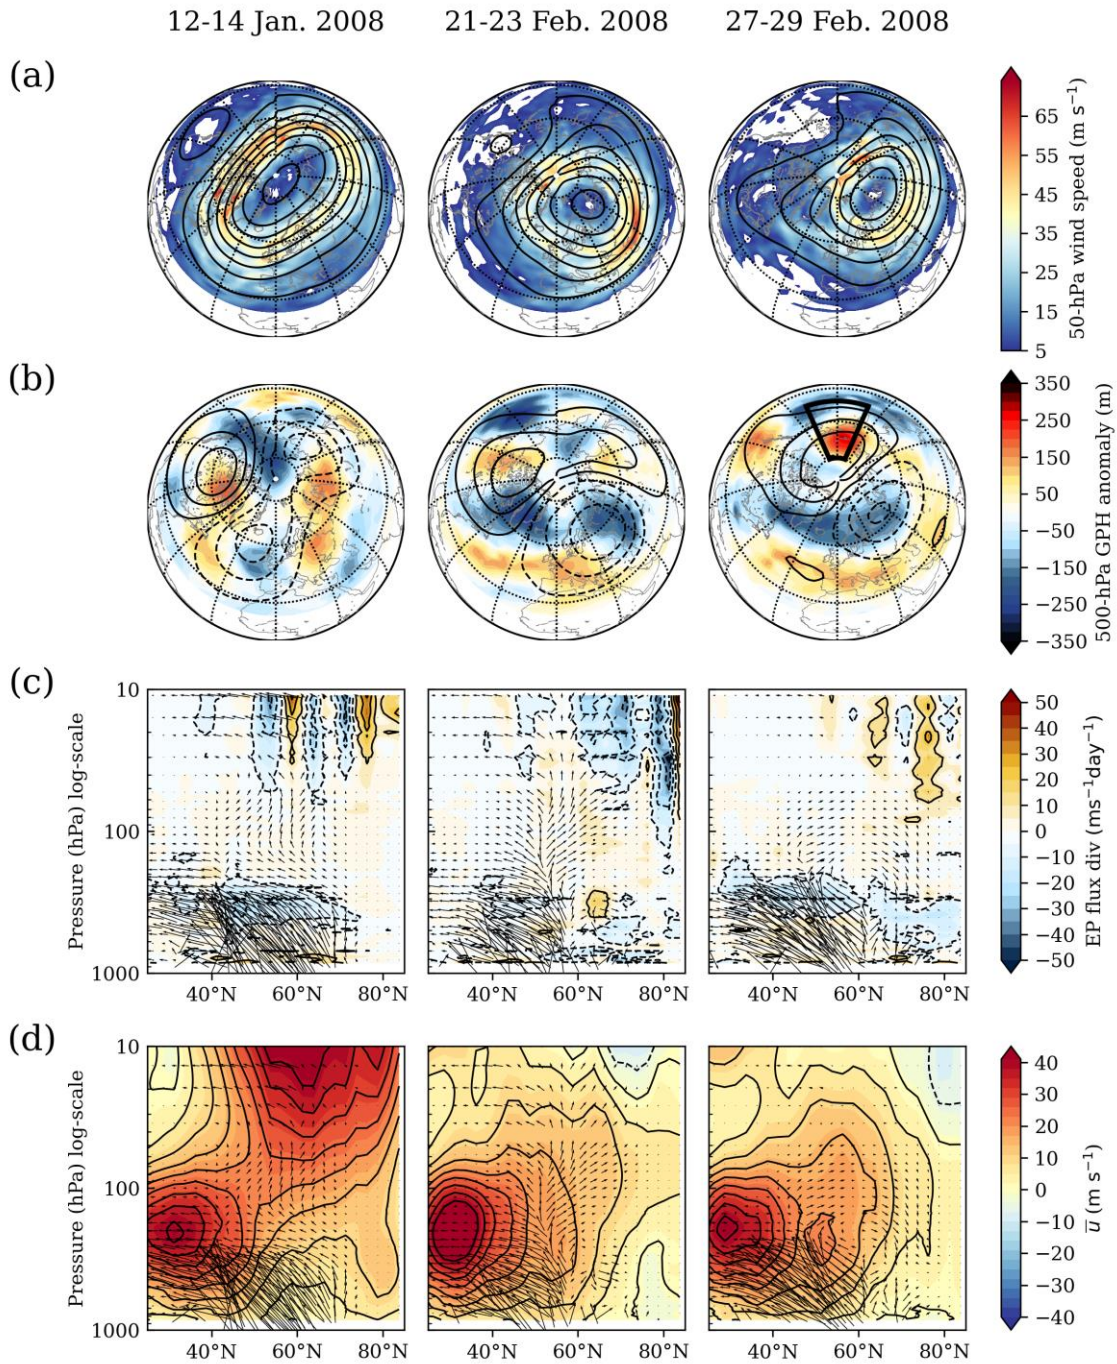 12-14 Jan. 2008 21-23 Feb. 2008 27-29 Feb. 2008
(a)
65
55
45
35
25
15
5
50-hPa wind speed (m s⁻¹)
(b)
350
250
150
50
−50
−150
−250
−350
500-hPa GPH anomaly (m)
(c)
Pressure (hPa) log-scale
10
100
1000
40°N 60°N 80°N
40°N 60°N 80°N
40°N 60°N 80°N
50
40
30
20
10
0
−10
−20
−30
−40
−50
EP flux div (ms⁻¹day⁻¹)
(d)
Pressure (hPa) log-scale
10
100
1000
40°N 60°N 80°N
40°N 60°N 80°N
40°N 60°N 80°N
40
30
20
10
0
−10
−20
−30
−40
u̅ (m s⁻¹)